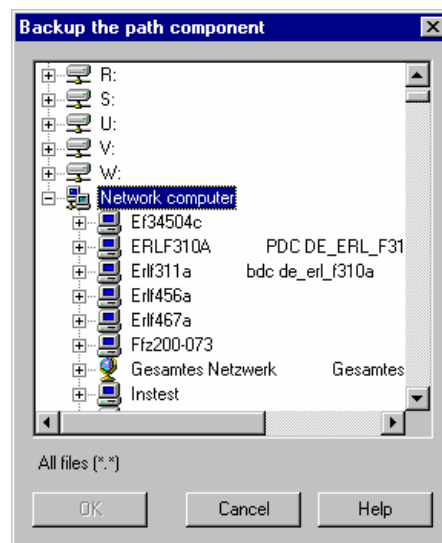 Backup the path component
R:
S:
U:
V:
W:
Network computer
Ef34504c
ERLF310A PDC DE_ERL_F31
Erlf311a bdc de_erl_f310a
Erlf456a
Erlf467a
Ffz200-073
Gesamtes Netzwerk Gesamtes
Instest
All files (*.*)
OK Cancel Help